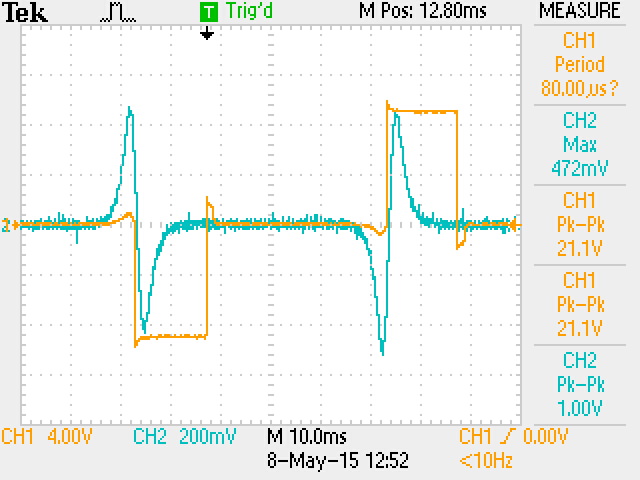 Tek T Trig'd M Pos: 12.80ms MEASURE
CH1
Period
80.00µs?
CH2
Max
472mV
CH1
Pk-Pk
21.1V
CH1
Pk-Pk
21.1V
CH2
Pk-Pk
1.00V
CH1 4.00V CH2 200mV M 10.0ms CH1 0.00V
8-May-15 12:52 <10Hz